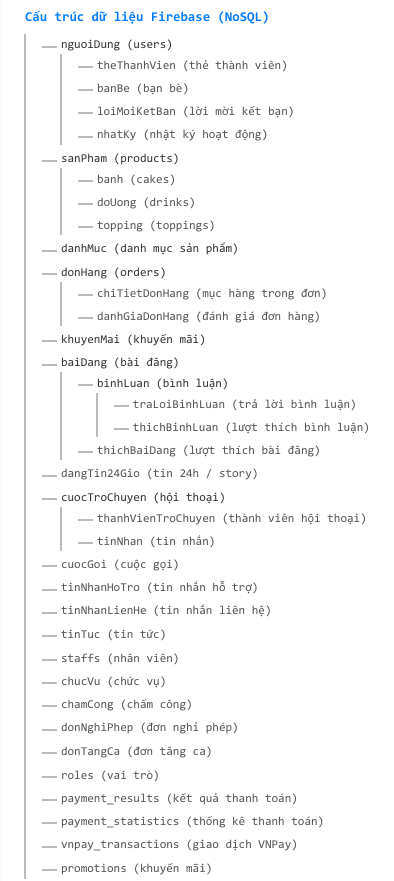 Cấu trúc dữ liệu Firebase (NoSQL)
nguoiDung (users)
theThanhVien (thẻ thành viên)
banBe (bạn bè)
loiMoiKetBan (lời mời kết bạn)
nhatKy (nhật ký hoạt động)
sanPham (products)
banh (cakes)
doUong (drinks)
topping (toppings)
danhMuc (danh mục sản phẩm)
donHang (orders)
chiTietDonHang (mục hàng trong đơn)
danhGiaDonHang (đánh giá đơn hàng)
khuyenMai (khuyến mãi)
baiDang (bài đăng)
binhLuan (bình luận)
traLoiBinhLuan (trả lời bình luận)
thichBinhLuan (lượt thích bình luận)
thichBaiDang (lượt thích bài đăng)
dangTin24Gio (tin 24h / story)
cuocTroChuyen (hội thoại)
thanhVienTroChuyen (thành viên hội thoại)
tinNhan (tin nhắn)
cuocGoi (cuộc gọi)
tinNhanHoTro (tin nhắn hỗ trợ)
tinNhanLienHe (tin nhắn liên hệ)
tinTuc (tin tức)
staffs (nhân viên)
chucVu (chức vụ)
chamCong (chấm công)
donNghiPhep (đơn nghỉ phép)
donTangCa (đơn tăng ca)
roles (vai trò)
payment_results (kết quả thanh toán)
payment_statistics (thống kê thanh toán)
vnpay_transactions (giao dịch VNPay)
promotions (khuyến mãi)